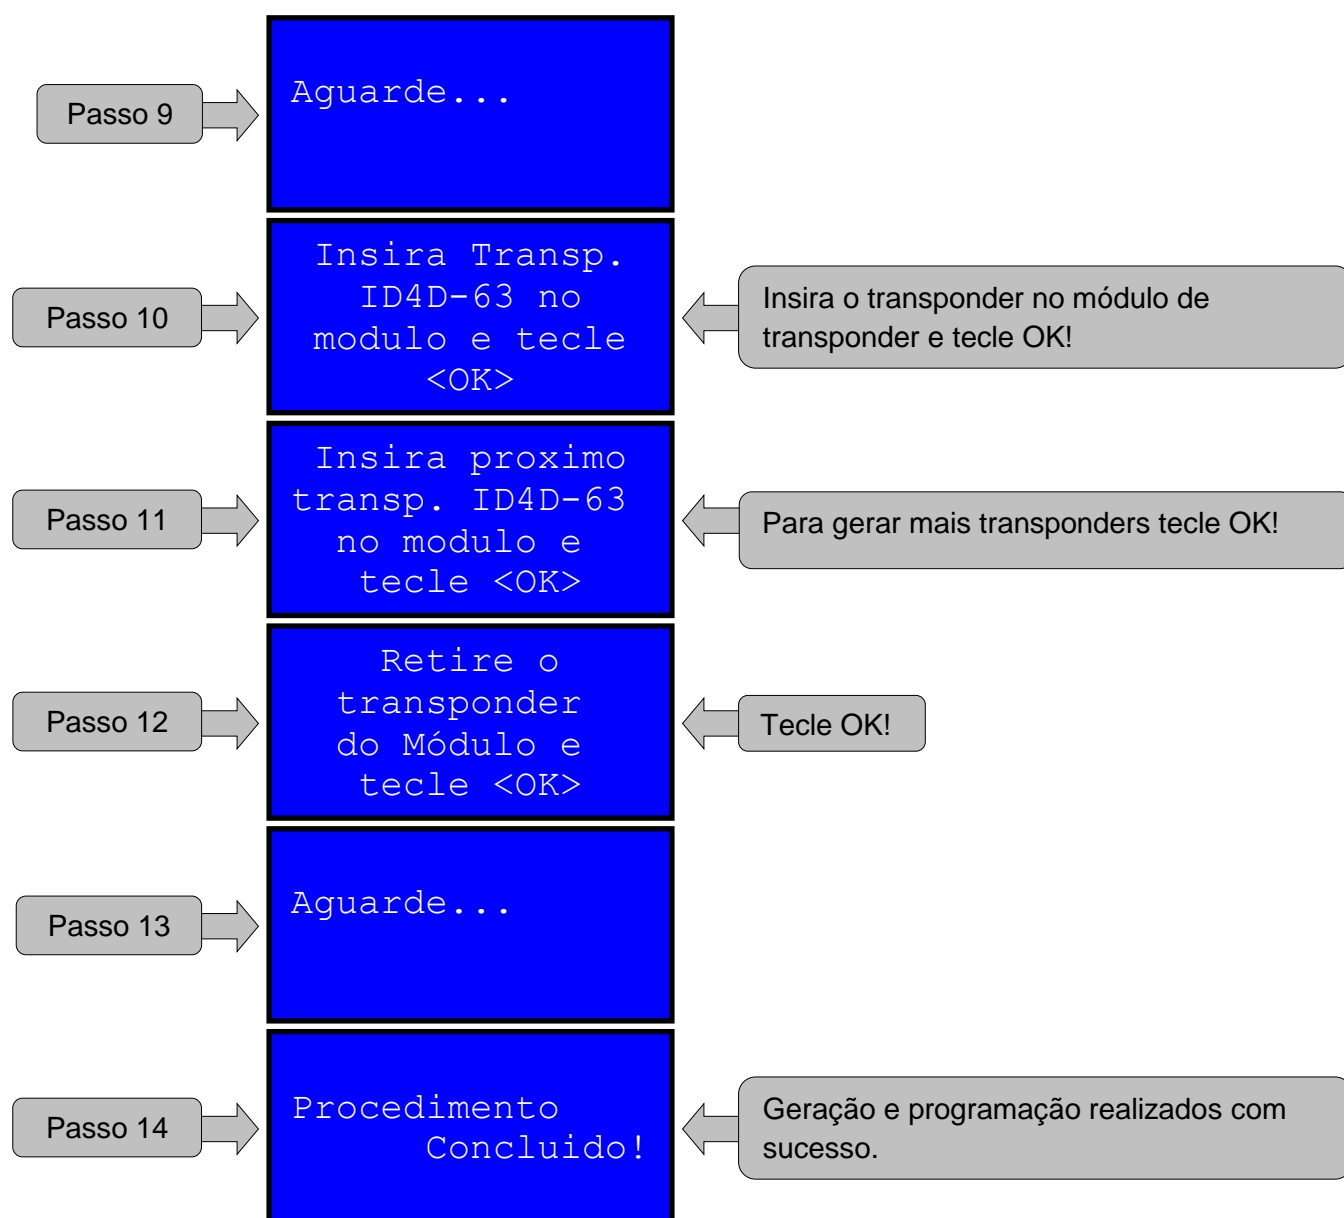 Passo 9
Aguarde...
Passo 10
Insira Transp.
ID4D-63 no
modulo e tecle
<OK>
Insira o transponder no módulo de
transponder e tecle OK!
Passo 11
Insira proximo
transp. ID4D-63
no modulo e
tecle <OK>
Para gerar mais transponders tecle OK!
Passo 12
Retire o
transponder
do Módulo e
tecle <OK>
Tecle OK!
Passo 13
Aguarde...
Passo 14
Procedimento
Concluido!
Geração e programação realizados com
sucesso.